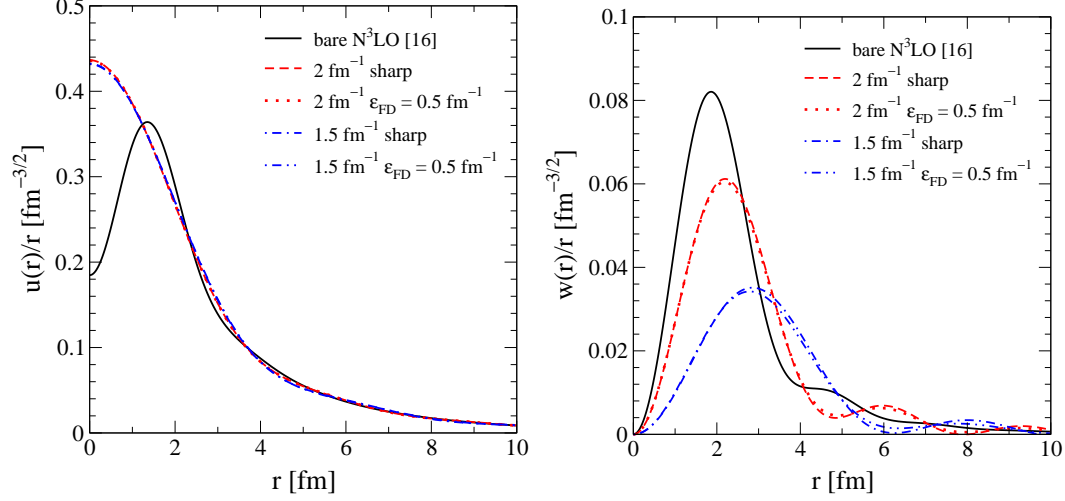 0.5
0.4
0.3
0.2
0.1
0
u(r)/r [fm⁻³/²]
bare N³LO [16]
2 fm⁻¹ sharp
2 fm⁻¹ ε_FD = 0.5 fm⁻¹
1.5 fm⁻¹ sharp
1.5 fm⁻¹ ε_FD = 0.5 fm⁻¹
0 2 4 6 8 10
r [fm]
0.1
0.08
0.06
0.04
0.02
0
w(r)/r [fm⁻³/²]
bare N³LO [16]
2 fm⁻¹ sharp
2 fm⁻¹ ε_FD = 0.5 fm⁻¹
1.5 fm⁻¹ sharp
1.5 fm⁻¹ ε_FD = 0.5 fm⁻¹
0 2 4 6 8 10
r [fm]